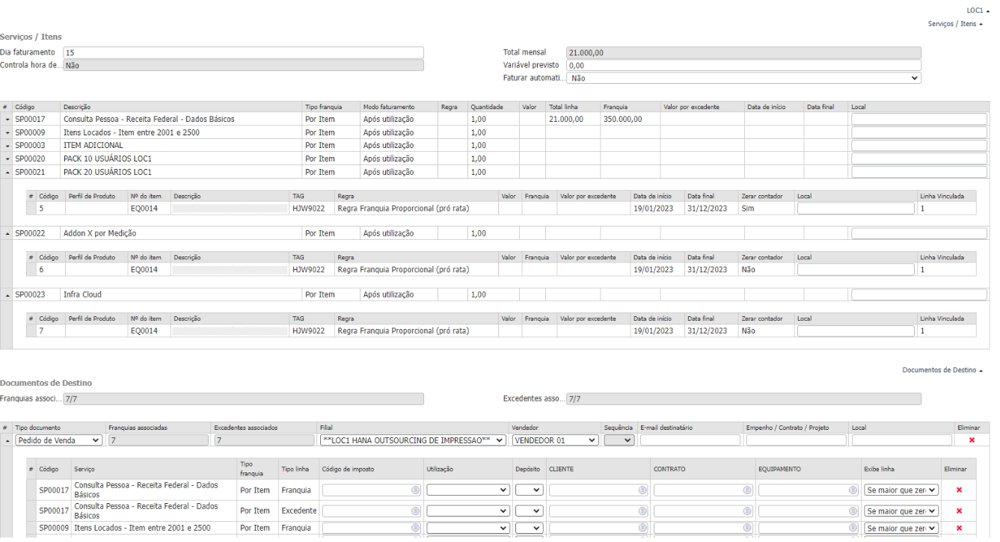 LOC1
Serviços / Itens
Serviços / Itens
Dia faturamento 15 Total mensal 21.000,00
Controla hora de... Não Variável previsto 0,00
Faturar automati... Não
# Código Descrição Tipo franquia Modo faturamento Regra Quantidade Valor Total linha Franquia Valor por excedente Data de início Data final Local
SP00017 Consulta Pessoa - Receita Federal - Dados Básicos Por Item Após utilização 1,00 21.000,00 350.000,00
SP00009 Itens Locados - Item entre 2001 e 2500 Por Item Após utilização 1,00
SP00003 ITEM ADICIONAL Por Item Após utilização 1,00
SP00020 PACK 10 USUÁRIOS LOC1 Por Item Após utilização 1,00
SP00021 PACK 20 USUÁRIOS LOC1 Por Item Após utilização 1,00
# Código Perfil de Produto Nº do item Descrição TAG Regra Valor Franquia Valor por excedente Data de início Data final Zerar contador Local Linha Vinculada
5 EQ0014 HJW9022 Regra Franquia Proporcional (pró rata) 19/01/2023 31/12/2023 Sim 1
SP00022 Addon X por Medição Por Item Após utilização 1,00
# Código Perfil de Produto Nº do item Descrição TAG Regra Valor Franquia Valor por excedente Data de início Data final Zerar contador Local Linha Vinculada
6 EQ0014 HJW9022 Regra Franquia Proporcional (pró rata) 19/01/2023 31/12/2023 Não 1
SP00023 Infra Cloud Por Item Após utilização 1,00
# Código Perfil de Produto Nº do item Descrição TAG Regra Valor Franquia Valor por excedente Data de início Data final Zerar contador Local Linha Vinculada
7 EQ0014 HJW9022 Regra Franquia Proporcional (pró rata) 19/01/2023 31/12/2023 Não 1
Documentos de Destino
Documentos de Destino
Franquias associ... 7/7 Excedentes asso... 7/7
# Tipo documento Franquias associadas Excedentes associados Filial Vendedor Sequência E-mail destinatário Empenho / Contrato / Projeto Local Eliminar
Pedido de Venda 7 7 **LOC1 HANA OUTSOURCING DE IMPRESSAO** VENDEDOR 01
# Código Serviço Tipo franquia Tipo linha Código de imposto Utilização Depósito CLIENTE CONTRATO EQUIPAMENTO Exibe linha Eliminar
SP00017 Consulta Pessoa - Receita Federal - Dados Básicos Por Item Franquia Se maior que zer
SP00017 Consulta Pessoa - Receita Federal - Dados Básicos Por Item Excedente Se maior que zer
SP00009 Itens Locados - Item entre 2001 e 2500 Por Item Franquia Se maior que zer